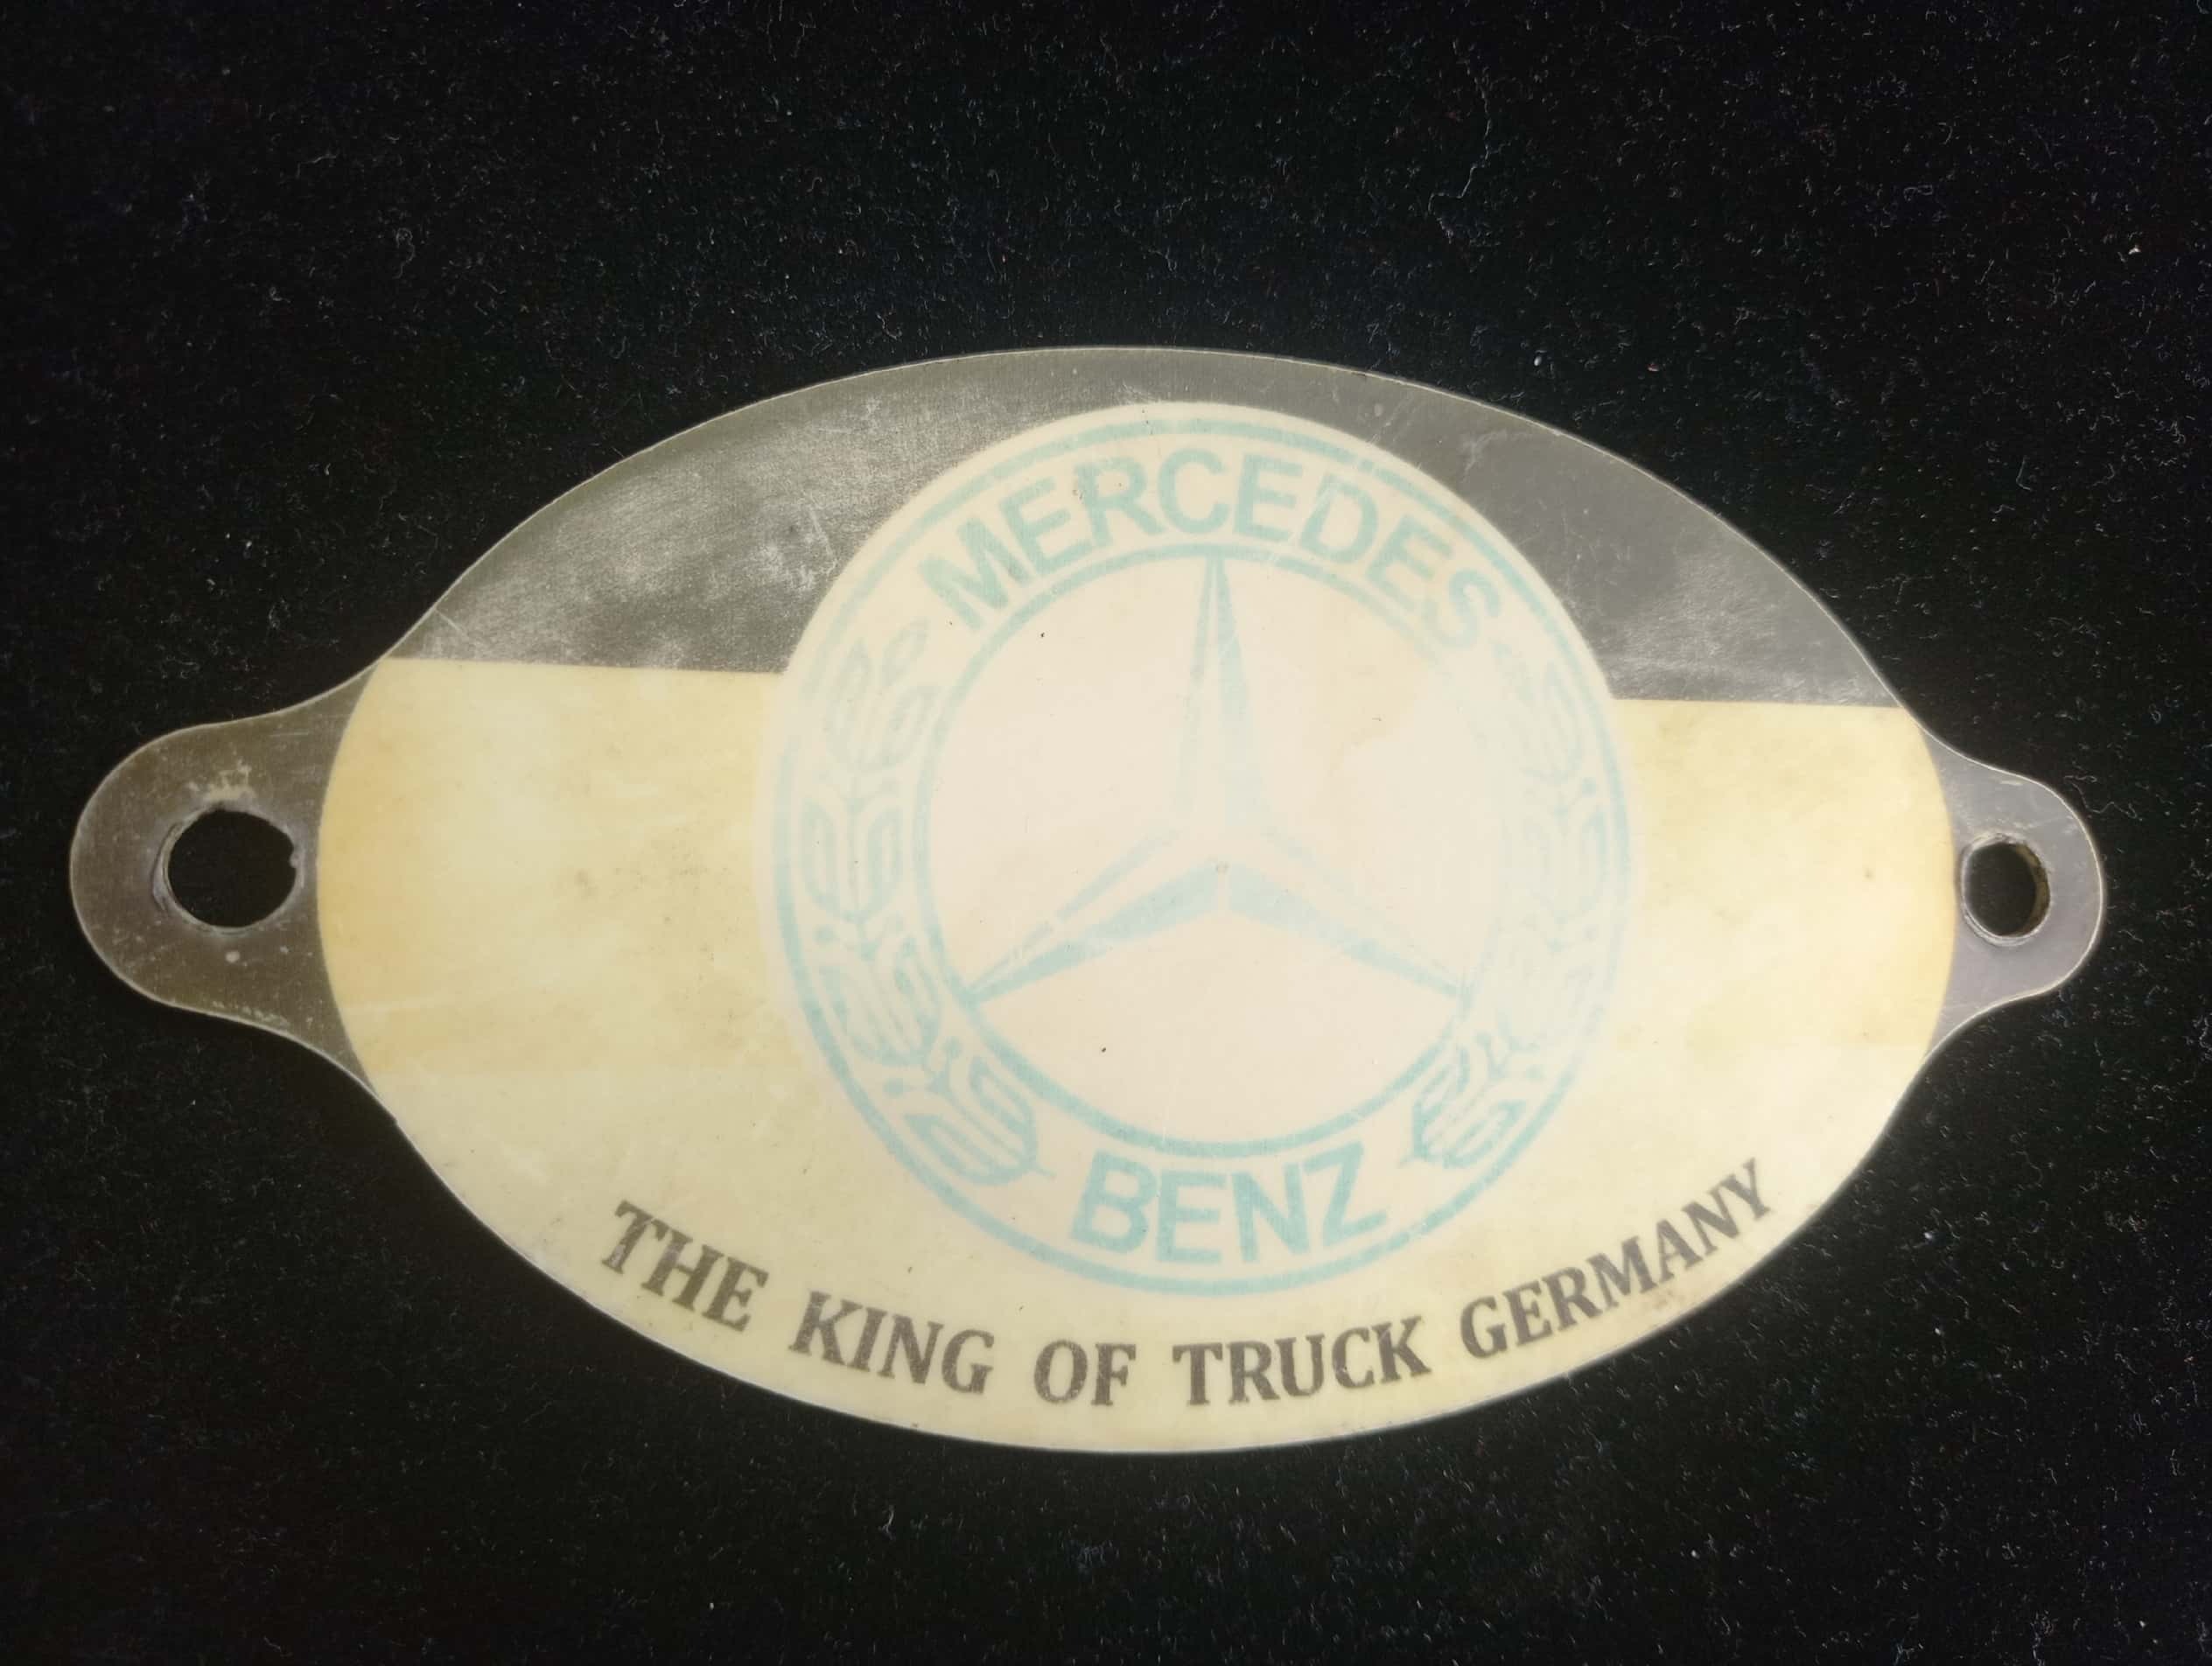 MERCEDES
BENZ
THE KING OF TRUCK GERMANY